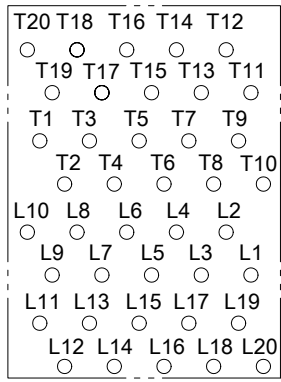 T20 T18 T16 T14 T12
T19 T17 T15 T13 T11
T1 T3 T5 T7 T9
T2 T4 T6 T8 T10
L10 L8 L6 L4 L2
L9 L7 L5 L3 L1
L11 L13 L15 L17 L19
L12 L14 L16 L18 L20